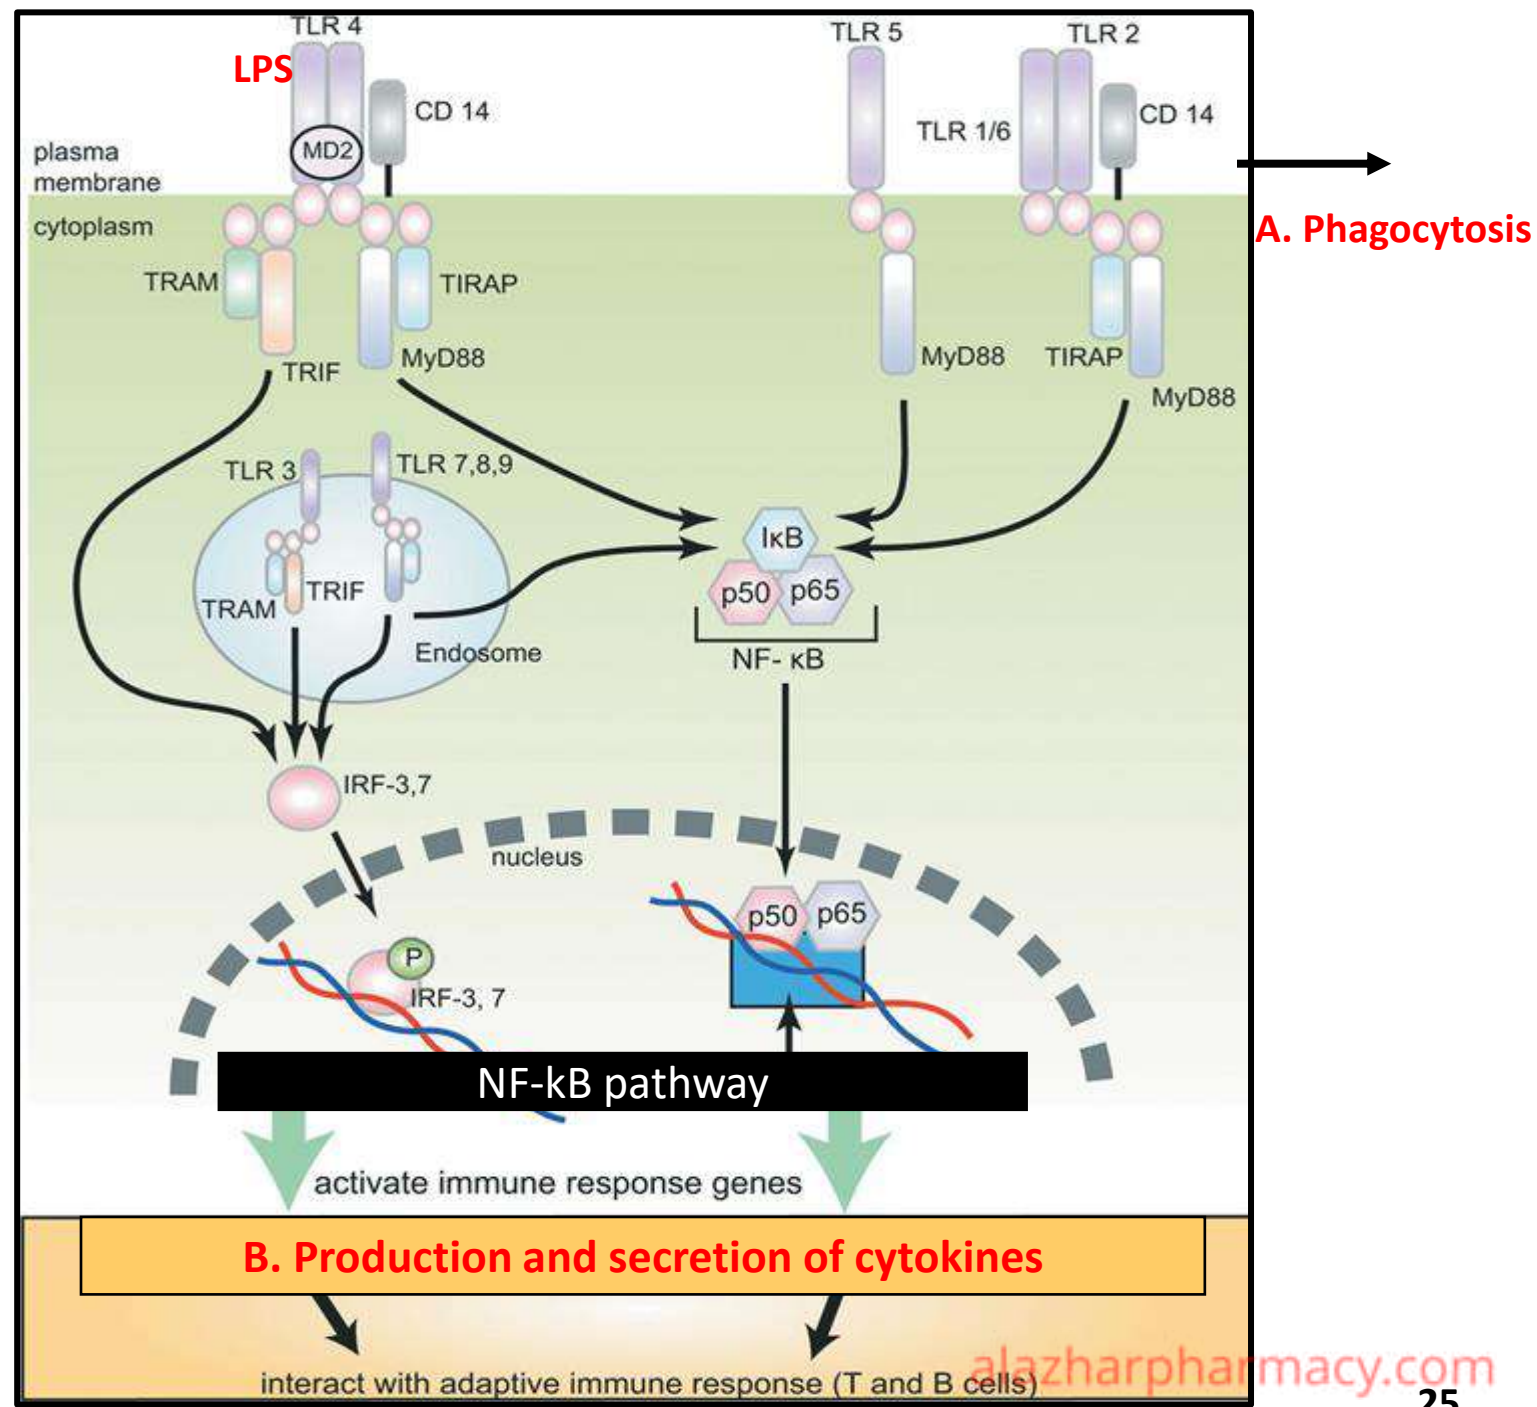 TLR 4
LPS
CD 14
MD2
plasma
membrane
cytoplasm
TRAM
TRIF
MyD88
TIRAP
TLR 5
MyD88
TLR 2
TLR 1/6
CD 14
TIRAP
MyD88
A. Phagocytosis
TLR 3
TLR 7,8,9
TRAM
TRIF
Endosome
IκB
p50
p65
NF- κB
IRF-3,7
nucleus
P
IRF-3, 7
p50
p65
NF-kB pathway
activate immune response genes
B. Production and secretion of cytokines
interact with adaptive immune response (T and B cells)
alazharpharmacy.com
25